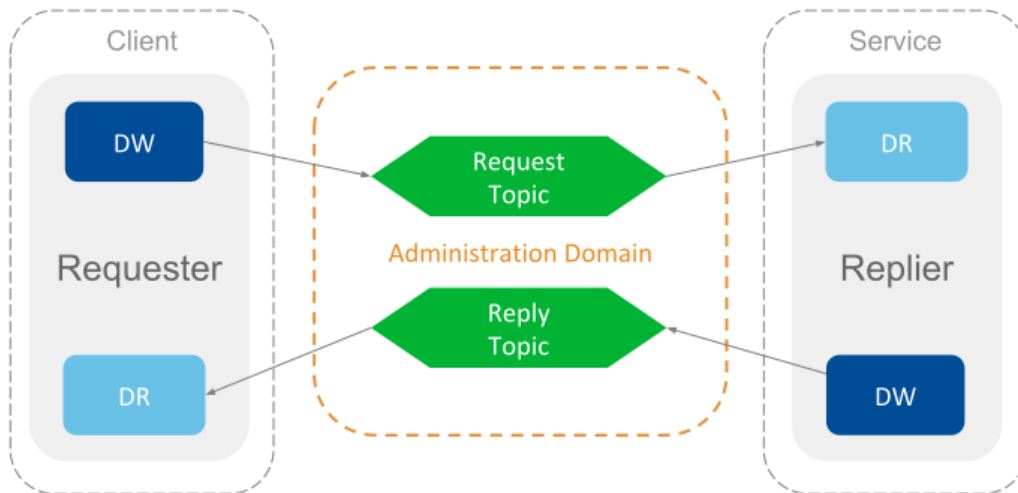 Client
DW
Requester
DR
Request
Topic
Administration Domain
Reply
Topic
Service
DR
Replier
DW